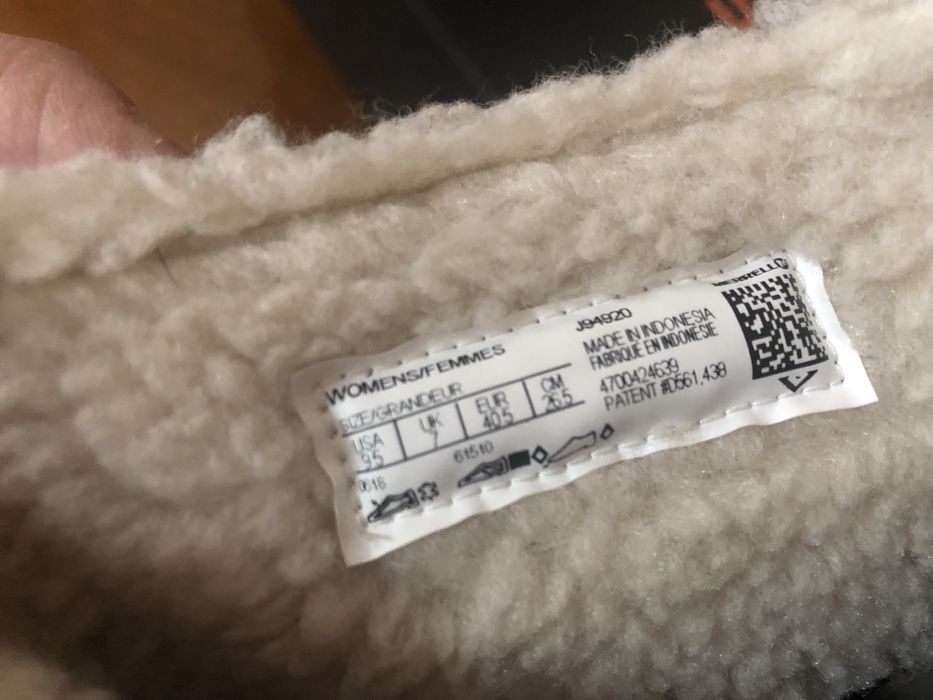 WOMENS/FEMMES
SIZE/GRANDEUR
USA UK EUR CM
9.5 7 40.5 26.5
0618 61510
J94920
MADE IN INDONESIA
FABRIQUE EN INDONESIE
4700424639
PATENT #D561,438
MERRELL